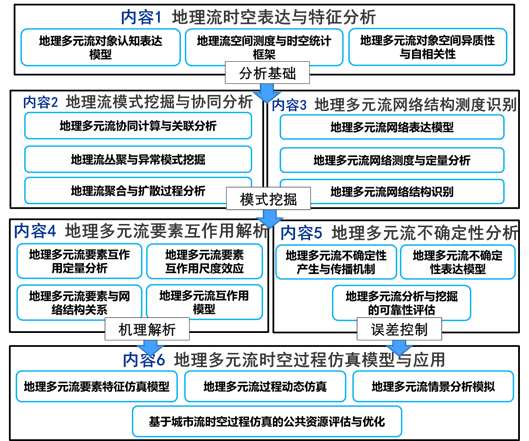 内容1 地理流时空表达与特征分析
地理多元流对象认知表达
模型
地理流空间测度与时空统计
框架
地理多元流对象空间异质性
与自相关性
分析基础
内容2 地理流模式挖掘与协同分析
地理多元流协同计算与关联分析
地理流丛聚与异常模式挖掘
地理流聚合与扩散过程分析
内容3 地理多元流网络结构测度识别
地理多元流网络表达模型
地理多元流网络测度与定量分析
地理多元流网络结构识别
模式挖掘
内容4 地理多元流要素互作用解析
地理多元流要素互作
用定量分析
地理多元流要素
互作用尺度效应
地理多元流要素与网
络结构关系
地理多元流互作用
模型
机理解析
内容5 地理多元流不确定性分析
地理多元流不确定性
产生与传播机制
地理多元流不确定
性表达模型
地理多元流分析与挖掘
的可靠性评估
误差控制
内容6 地理多元流时空过程仿真模型与应用
地理多元流要素特征仿真模型
地理多元流过程动态仿真
地理多元流情景分析模拟
基于城市流时空过程仿真的公共资源评估与优化